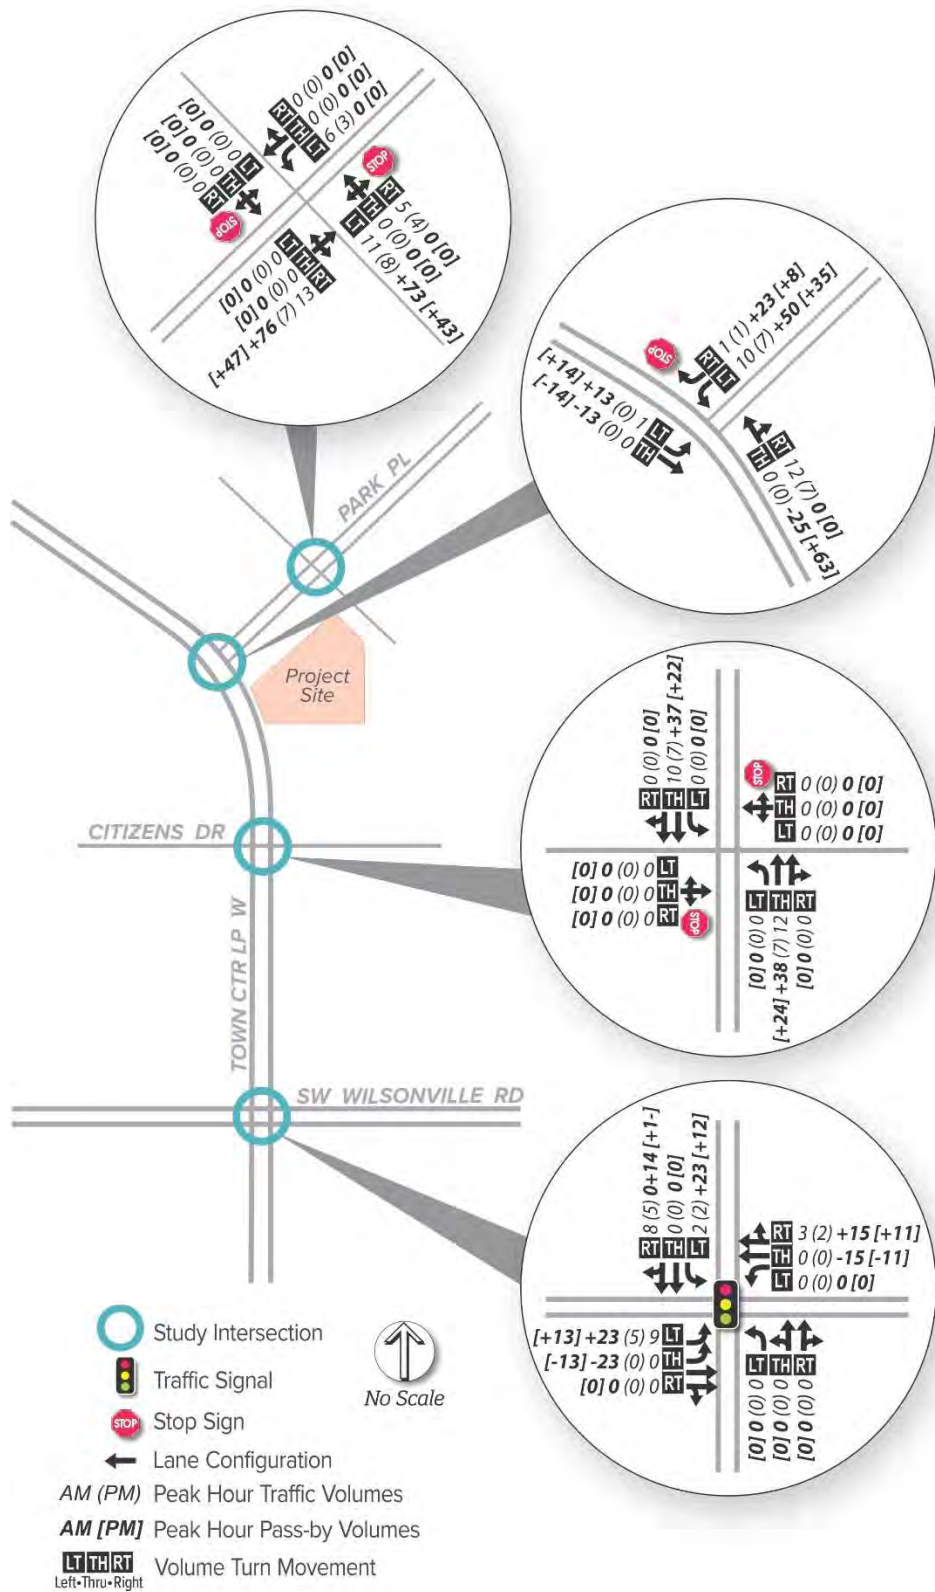 [0] 0 (0) 0 LT
[0] 0 (0) 0 TH
[0] 0 (0) 0 RT
STOP
RT 0 (0) 0 [0]
TH 0 (0) 0 [0]
LT 6 (3) 0 [0]
STOP
RT 5 (4) 0 [0]
TH 0 (0) 0 [0]
LT 11 (8) +73 [+43]
[0] 0 (0) 0 LT
[0] 0 (0) 0 TH
[+47] +76 (7) 13 RT
STOP
RT 1 (1) +23 [+8]
LT 10 (7) +50 [+35]
[+14] +13 (0) 1 LT
[-14] -13 (0) 0 TH
RT 12 (7) 0 [0]
TH 0 (0) -25 [+63]
PARK PL
Project
Site
RT 0 (0) 0 [0]
TH 10 (7) +37 [+22]
LT 0 (0) 0 [0]
STOP
RT 0 (0) 0 [0]
TH 0 (0) 0 [0]
LT 0 (0) 0 [0]
CITIZENS DR
[0] 0 (0) 0 LT
[0] 0 (0) 0 TH
[0] 0 (0) 0 RT
STOP
[0] 0 (0) 0 LT
[+24] +38 (7) 12 TH
[0] 0 (0) 0 RT
TOWN CTR LP W
SW WILSONVILLE RD
RT 8 (5) 0+14 [+1-]
TH 0 (0) 0 [0]
LT 2 (2) +23 [+12]
RT 3 (2) +15 [+11]
TH 0 (0) -15 [-11]
LT 0 (0) 0 [0]
[+13] +23 (5) 9 LT
[-13] -23 (0) 0 TH
[0] 0 (0) 0 RT
[0] 0 (0) 0 LT
[0] 0 (0) 0 TH
[0] 0 (0) 0 RT
Study Intersection
Traffic Signal
STOP Stop Sign
Lane Configuration
AM (PM) Peak Hour Traffic Volumes
AM [PM] Peak Hour Pass-by Volumes
LT TH RT Volume Turn Movement
Left•Thru•Right
No Scale